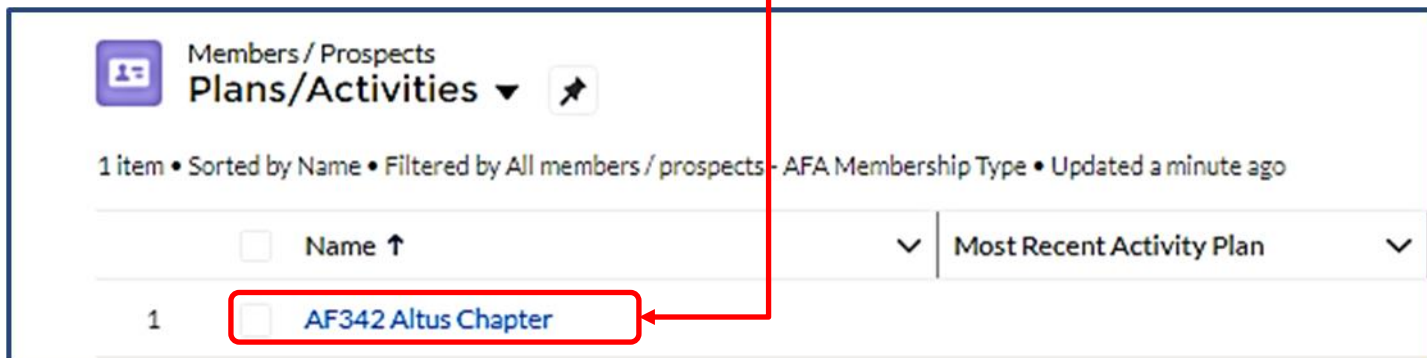 Members / Prospects
Plans/Activities
1 item • Sorted by Name • Filtered by All members / prospects - AFA Membership Type • Updated a minute ago
Name ↑ Most Recent Activity Plan
1 AF342 Altus Chapter